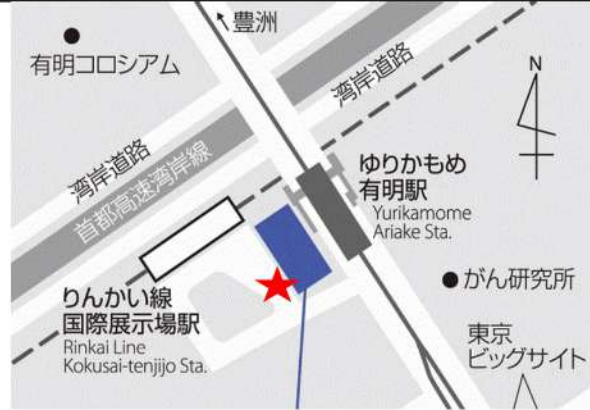 豊洲
有明コロシアム
湾岸道路
湾岸道路
首都高速湾岸線
N
ゆりかもめ
有明駅
Yurikamome
Ariake Sta.
りんかい線
国際展示場駅
Rinkai Line
Kokusai-tenjijo Sta.
がん研究所
東京
ビッグサイト